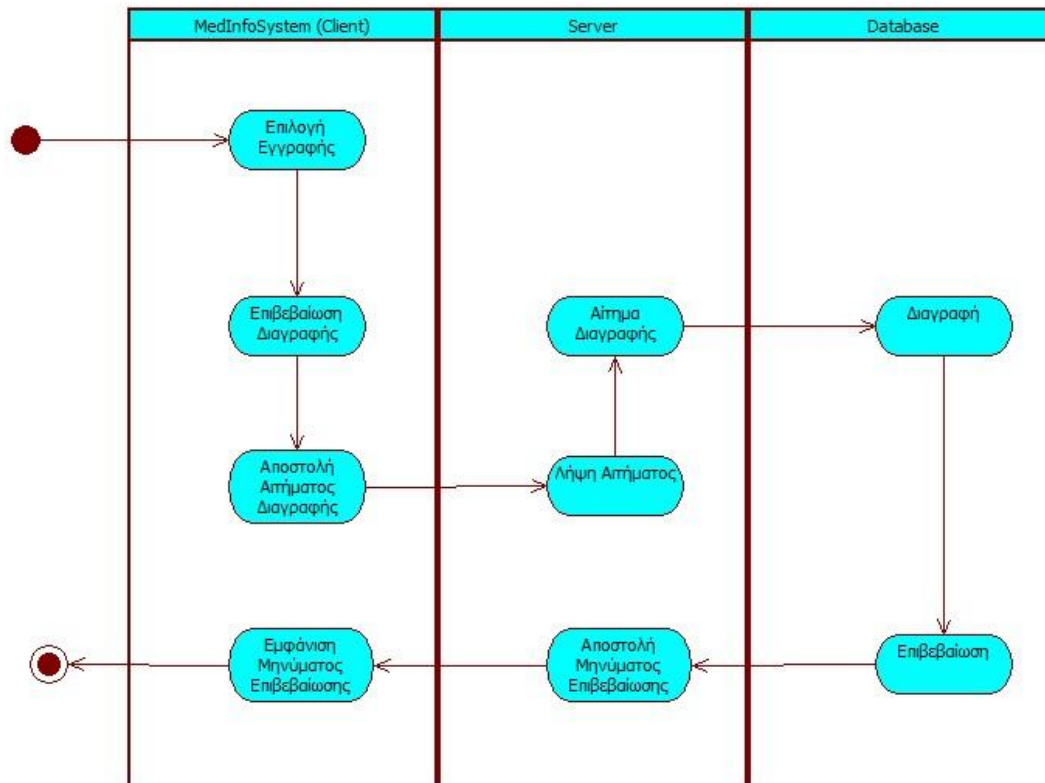 MedInfoSystem (Client)
Server
Database
Επιλογή
Εγγραφής
Επιβεβαίωση
Διαγραφής
Αίτημα
Διαγραφής
Διαγραφή
Αποστολή
Αιτήματος
Διαγραφής
Λήψη Αιτήματος
Εμφάνιση
Μηνύματος
Επιβεβαίωσης
Αποστολή
Μηνύματος
Επιβεβαίωσης
Επιβεβαίωση